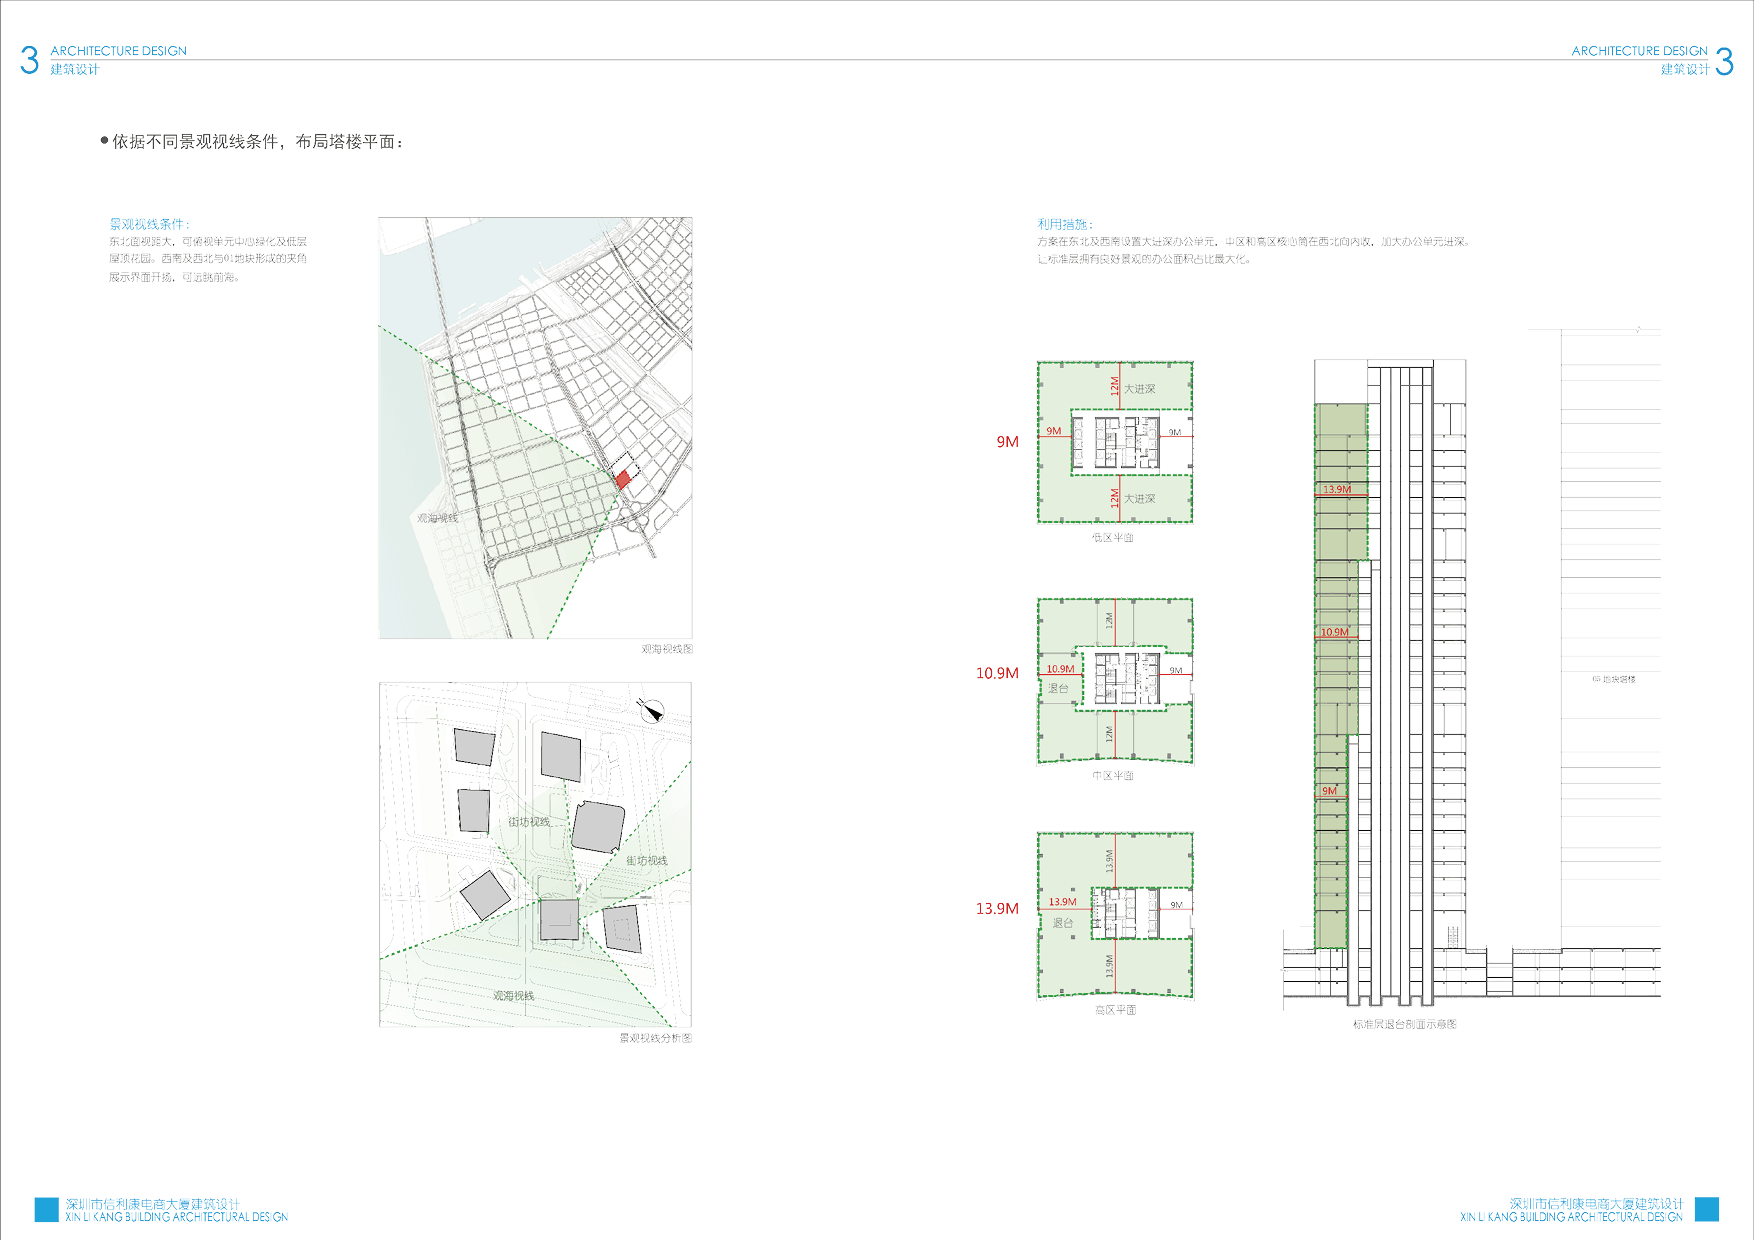 3
ARCHITECTURE DESIGN
建筑设计
ARCHITECTURE DESIGN
建筑设计
3
●依据不同景观视线条件，布局塔楼平面：
景观视线条件：
东北面视距大，可俯视单元中心绿化及低层
屋顶花园。西南及西北与01地块形成的夹角
展示界面开扬，可远眺前海。
观海视线
观海视线图
N
街坊视线
街坊视线
观海视线
景观视线分析图
利用措施：
方案在东北及西南设置大进深办公单元，中区和高区核心筒在西北向内收，加大办公单元进深。
让标准层拥有良好景观的办公面积占比最大化。
9M
12M
大进深
9M
9M
12M
大进深
低区平面
10.9M
12M
10.9M
退台
9M
12M
中区平面
13.9M
13.9M
13.9M
退台
9M
13.9M
高区平面
13.9M
10.9M
9M
05 地块塔楼
标准层退台剖面示意图
深圳市信利康电商大厦建筑设计
XIN LI KANG BUILDING ARCHITECTURAL DESIGN
深圳市信利康电商大厦建筑设计
XIN LI KANG BUILDING ARCHITECTURAL DESIGN